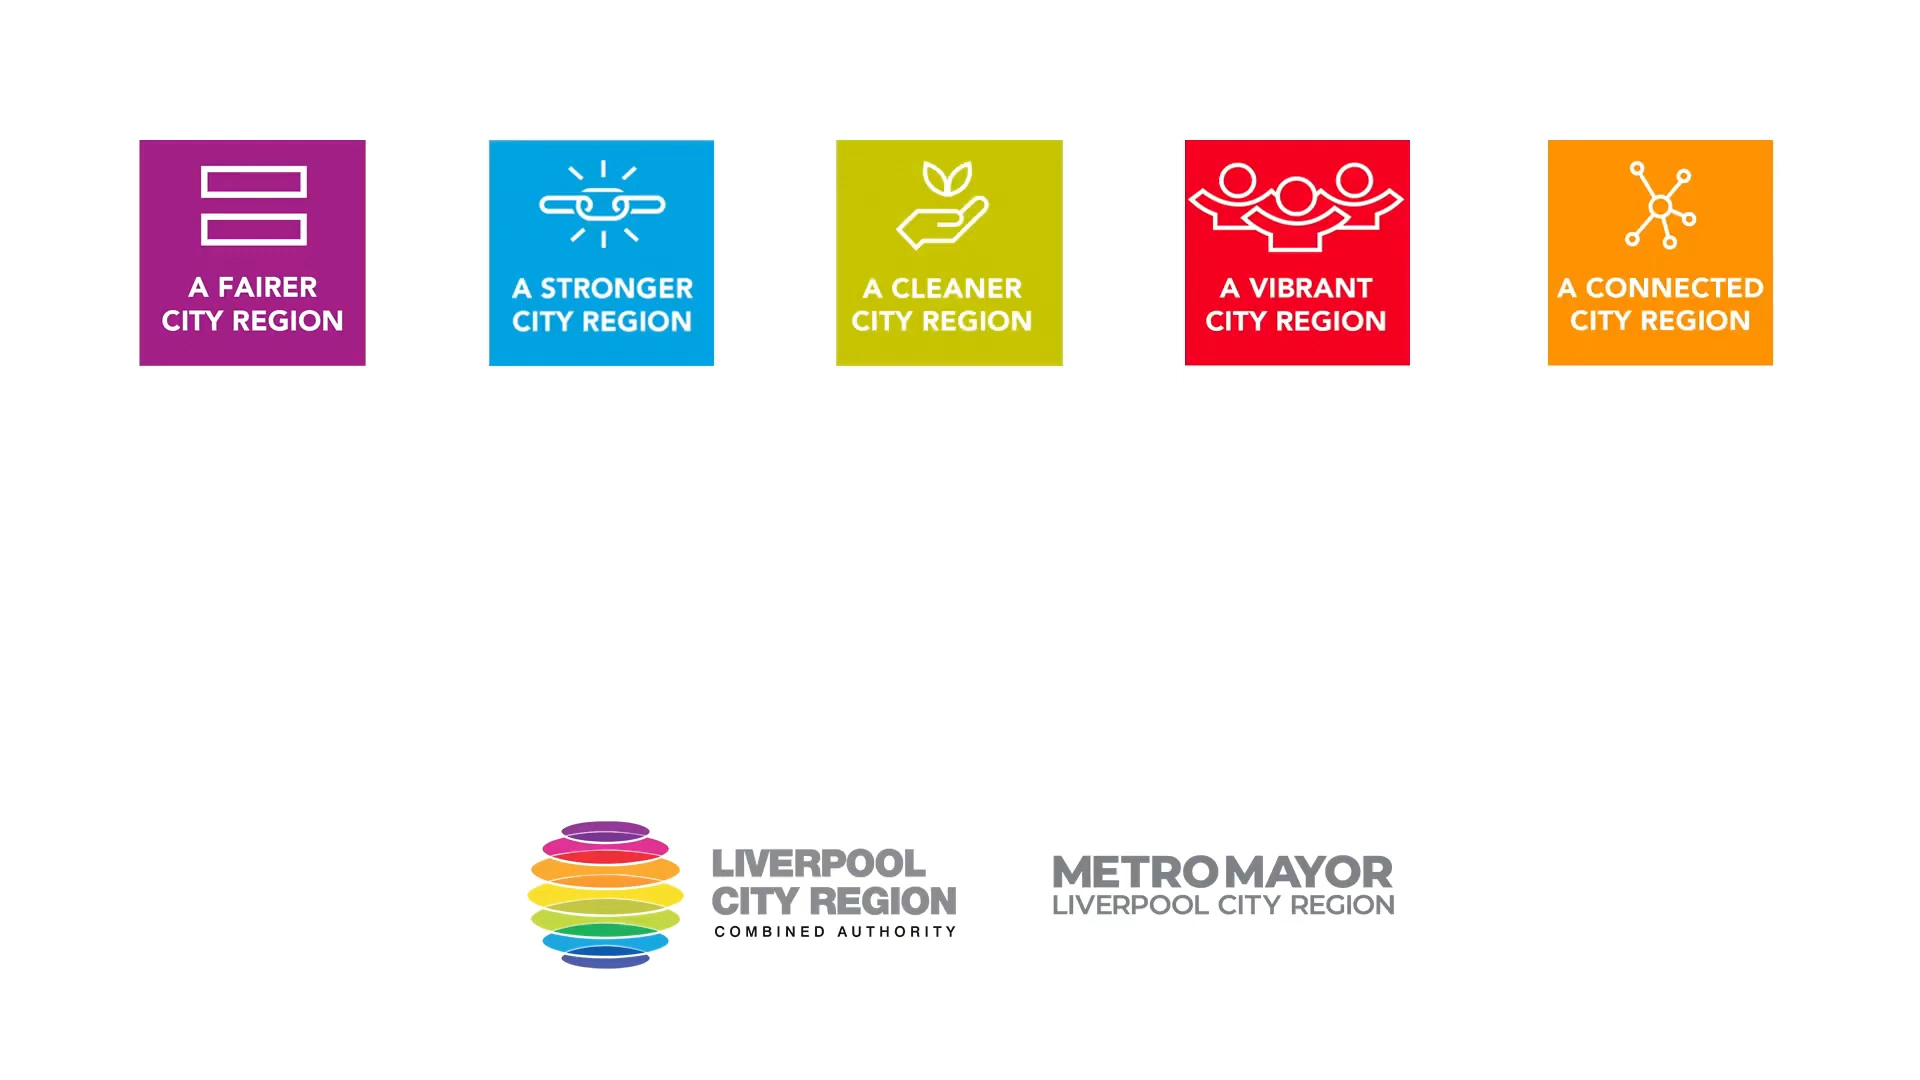 A FAIRER
CITY REGION
A STRONGER
CITY REGION
A CLEANER
CITY REGION
A VIBRANT
CITY REGION
A CONNECTED
CITY REGION
LIVERPOOL
CITY REGION
COMBINED AUTHORITY
METRO MAYOR
LIVERPOOL CITY REGION